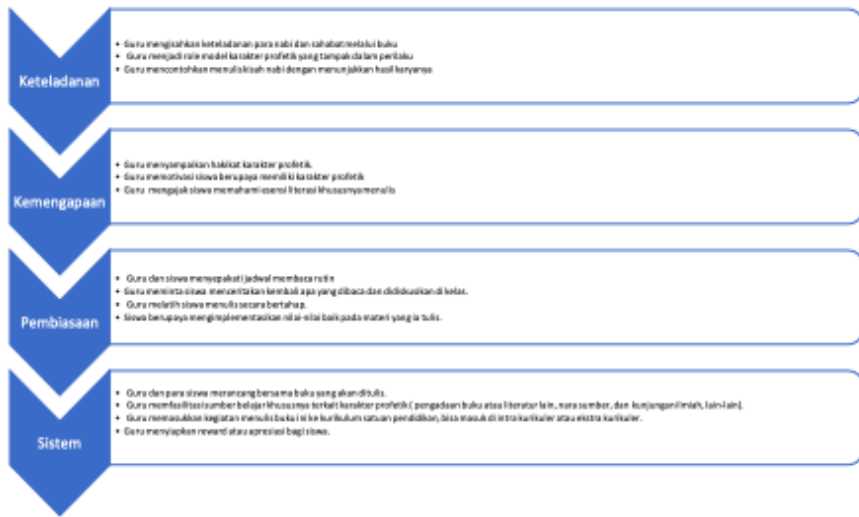 Keteladanan
• Guru mengisahkan keteladanan para nabi dan sahabat melalui buku
• Guru menjadi role model karakter profetik yang tampak dalam perilaku
• Guru mencontohkan menulis kisah nabi dengan menunjukkan hasil karyanya
Kemengapaan
• Guru menyampaikan hakikat karakter profetik.
• Guru memotivasi siswa berupaya memiliki karakter profetik
• Guru mengajak siswa memahami esensi literasi khususnya menulis
Pembiasaan
• Guru dan siswa menyepakati jadwal membaca rutin
• Guru meminta siswa menceritakan kembali apa yang dibaca dan didiskusikan di kelas.
• Guru melatih siswa menulis secara bertahap.
• Siswa berupaya mengimplementasikan nilai-nilai baik pada materi yang ia tulis.
Sistem
• Guru dan para siswa merancang bersama buku yang akan ditulis.
• Guru memfasilitasi sumber belajar khususnya terkait karakter profetik ( pengadaan buku atau literatur lain, nara sumber, dan kunjungan ilmiah, lain-lain).
• Guru memasukkan kegiatan menulis buku ini ke kurikulum satuan pendidikan, bisa masuk di intra kurikuler atau ekstra kurikuler.
• Guru menyiapkan reward atau apresiasi bagi siswa.